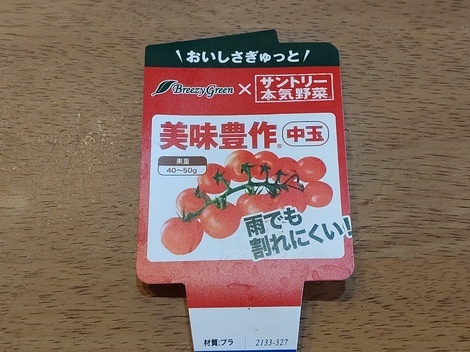 \おいしさぎゅっと/
Breezy Green × サントリー
本気野菜
美味豊作® 中玉
果重
40〜50g
雨でも
割れにくい!
材質:プラ 2133-327